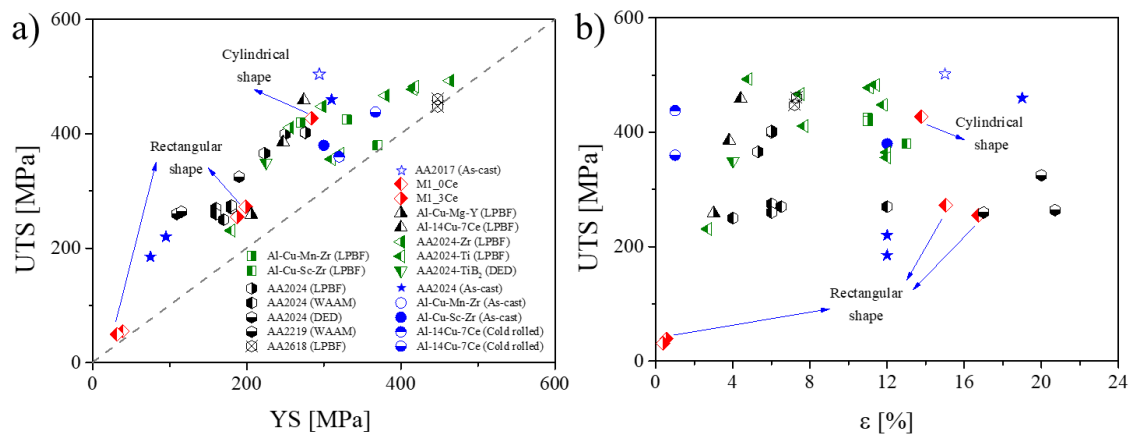 a)
600
400
200
0
UTS [MPa]
0
200
400
600
YS [MPa]
Cylindrical
shape
Rectangular
shape
Al-Cu-Mn-Zr (LPBF)
Al-Cu-Sc-Zr (LPBF)
AA2024 (LPBF)
AA2024 (WAAM)
AA2024 (DED)
AA2219 (WAAM)
AA2618 (LPBF)
AA2017 (As-cast)
M1_0Ce
M1_3Ce
Al-Cu-Mg-Y (LPBF)
Al-14Cu-7Ce (LPBF)
AA2024-Zr (LPBF)
AA2024-Ti (LPBF)
AA2024-TiB₂ (DED)
AA2024 (As-cast)
Al-Cu-Mn-Zr (As-cast)
Al-Cu-Sc-Zr (As-cast)
Al-14Cu-7Ce (Cold rolled)
Al-14Cu-7Ce (Cold rolled)
b)
600
400
200
0
UTS [MPa]
0
4
8
12
16
20
24
ε [%]
Cylindrical
shape
Rectangular
shape